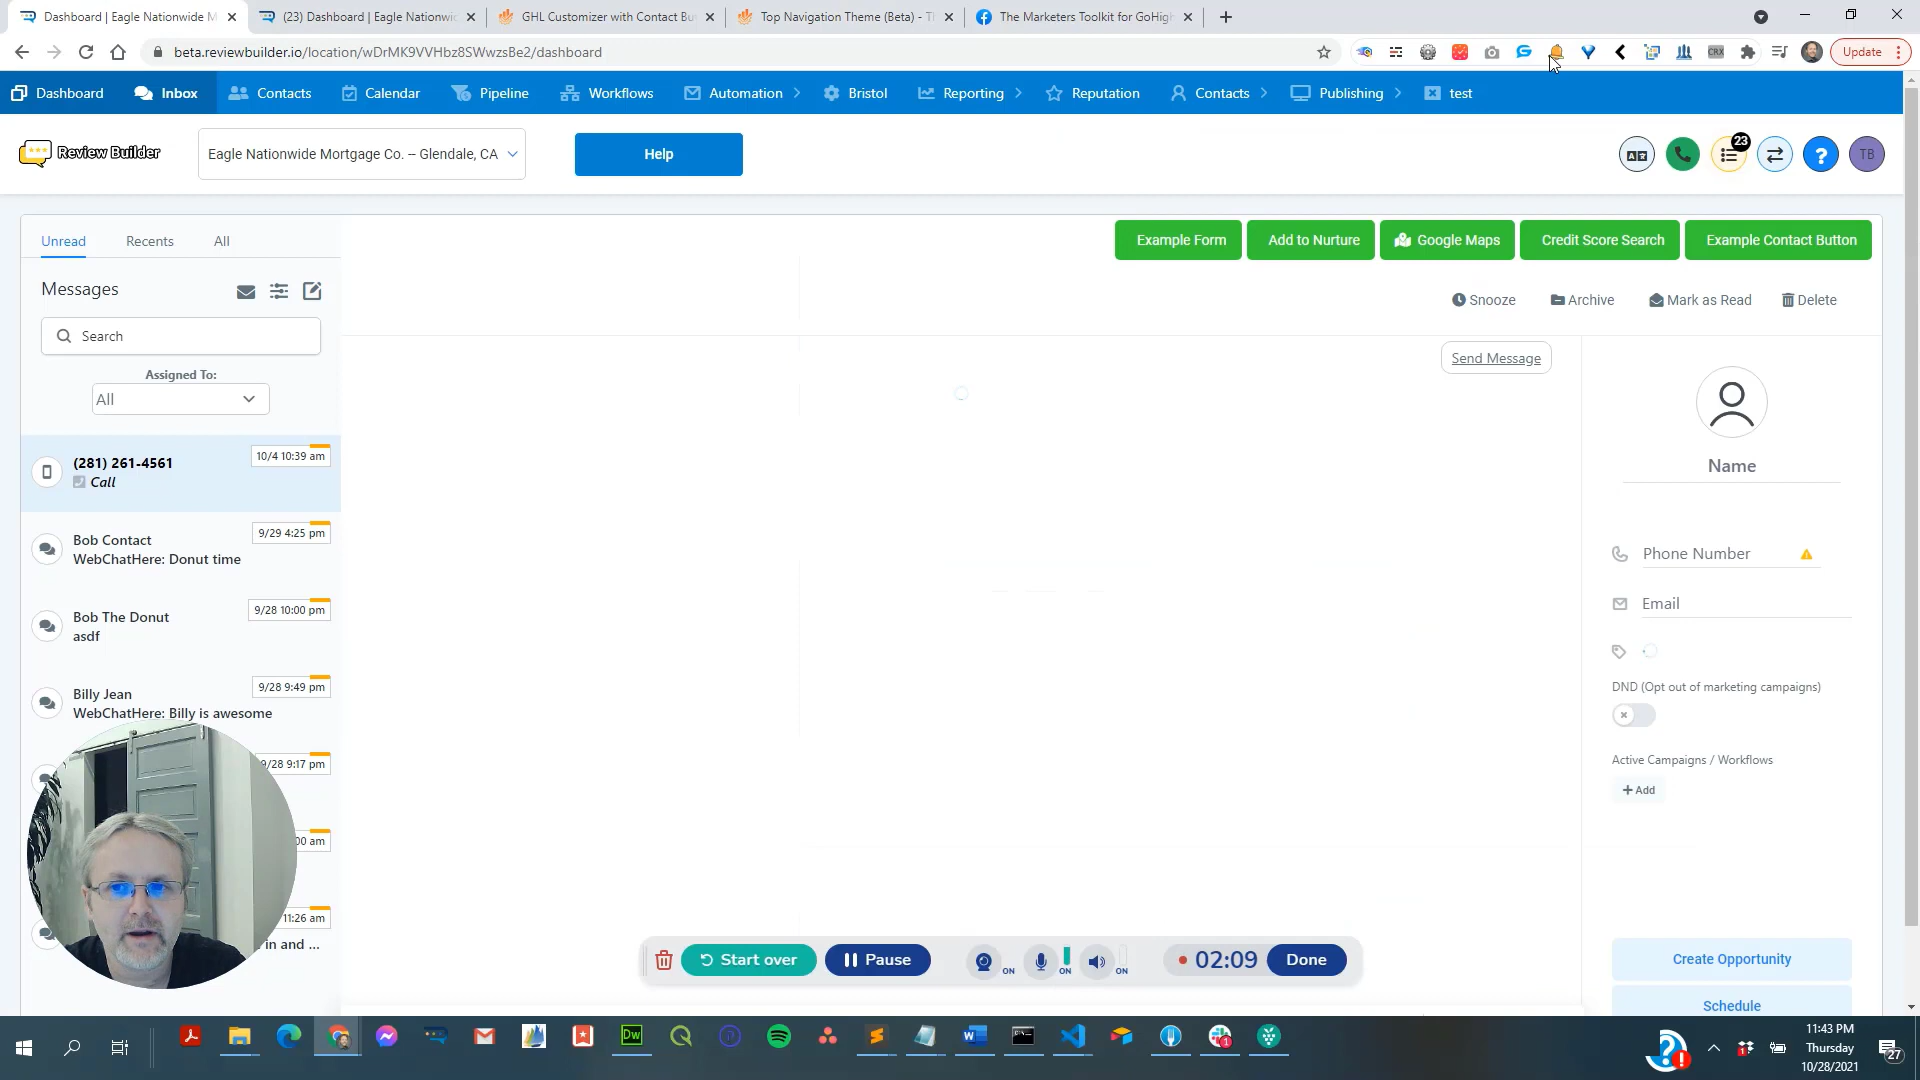 Dashboard | Eagle Nationwide M
(23) Dashboard | Eagle Nationwid
GHL Customizer with Contact Bu
Top Navigation Theme (Beta) - T
The Marketers Toolkit for GoHigh
beta.reviewbuilder.io/location/wDrMK9VVHbz8SWwzsBe2/dashboard
CRX
Update
Dashboard
Inbox
Contacts
Calendar
Pipeline
Workflows
Automation
Bristol
Reporting
Reputation
Contacts
Publishing
test
Review Builder
Eagle Nationwide Mortgage Co. -- Glendale, CA
Help
23
?
TB
Unread
Recents
All
Example Form
Add to Nurture
Google Maps
Credit Score Search
Example Contact Button
Messages
Snooze
Archive
Mark as Read
Delete
Search
Send Message
Assigned To:
All
(281) 261-4561
10/4 10:39 am
Call
Name
Bob Contact
9/29 4:25 pm
WebChatHere: Donut time
Phone Number
Email
Bob The Donut
9/28 10:00 pm
asdf
Billy Jean
9/28 9:49 pm
WebChatHere: Billy is awesome
DND (Opt out of marketing campaigns)
9/28 9:17 pm
Active Campaigns / Workflows
+ Add
00 am
11:26 am
in and ...
Start over
Pause
ON
ON
ON
02:09
Done
Create Opportunity
Schedule
Dw
1
1
11:43 PM
Thursday
10/28/2021
27